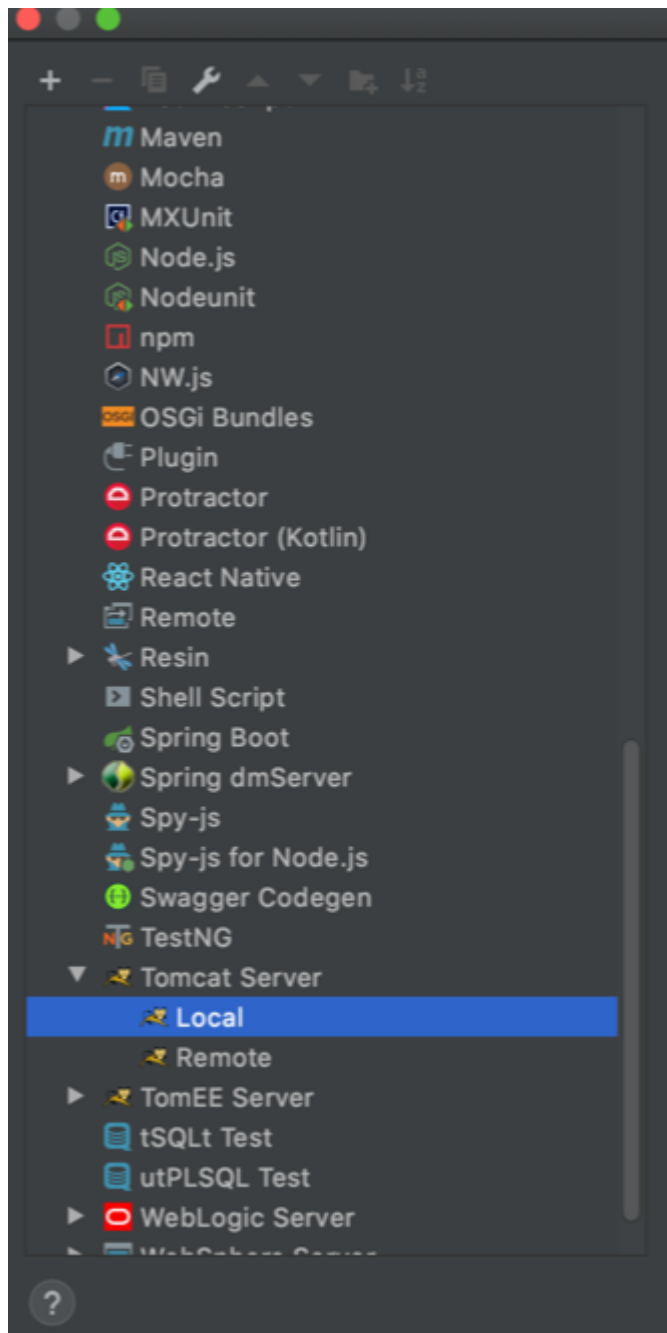 Maven
Mocha
MXUnit
Node.js
Nodeunit
npm
NW.js
OSGi Bundles
Plugin
Protractor
Protractor (Kotlin)
React Native
Remote
Resin
Shell Script
Spring Boot
Spring dmServer
Spy-js
Spy-js for Node.js
Swagger Codegen
TestNG
Tomcat Server
Local
Remote
TomEE Server
tSQLt Test
utPLSQL Test
WebLogic Server
WebSphere Server
?